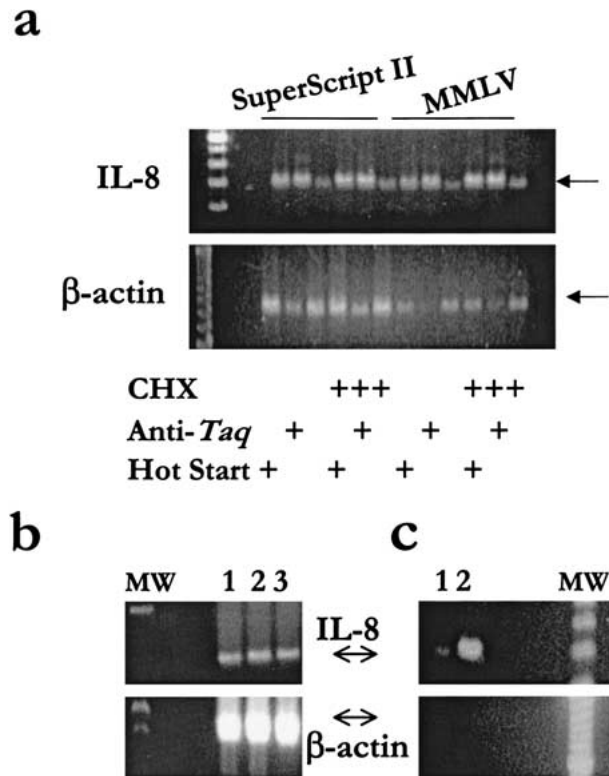 a
SuperScript II MMLV
IL-8
β-actin
CHX +++ +++
Anti-Taq + + + +
Hot Start + + + +
b c
MW 1 2 3 1 2 MW
IL-8
β-actin